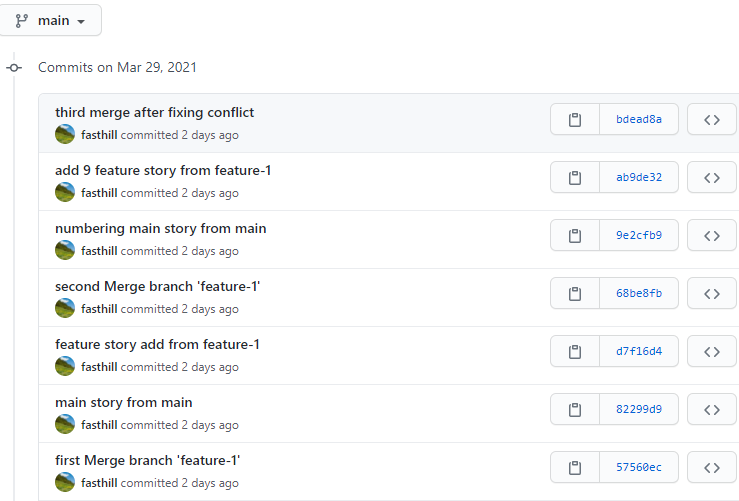 main
Commits on Mar 29, 2021
third merge after fixing conflict
fasthill committed 2 days ago
bdead8a
add 9 feature story from feature-1
fasthill committed 2 days ago
ab9de32
numbering main story from main
fasthill committed 2 days ago
9e2cfb9
second Merge branch 'feature-1'
fasthill committed 2 days ago
68be8fb
feature story add from feature-1
fasthill committed 2 days ago
d7f16d4
main story from main
fasthill committed 2 days ago
82299d9
first Merge branch 'feature-1'
fasthill committed 2 days ago
57560ec